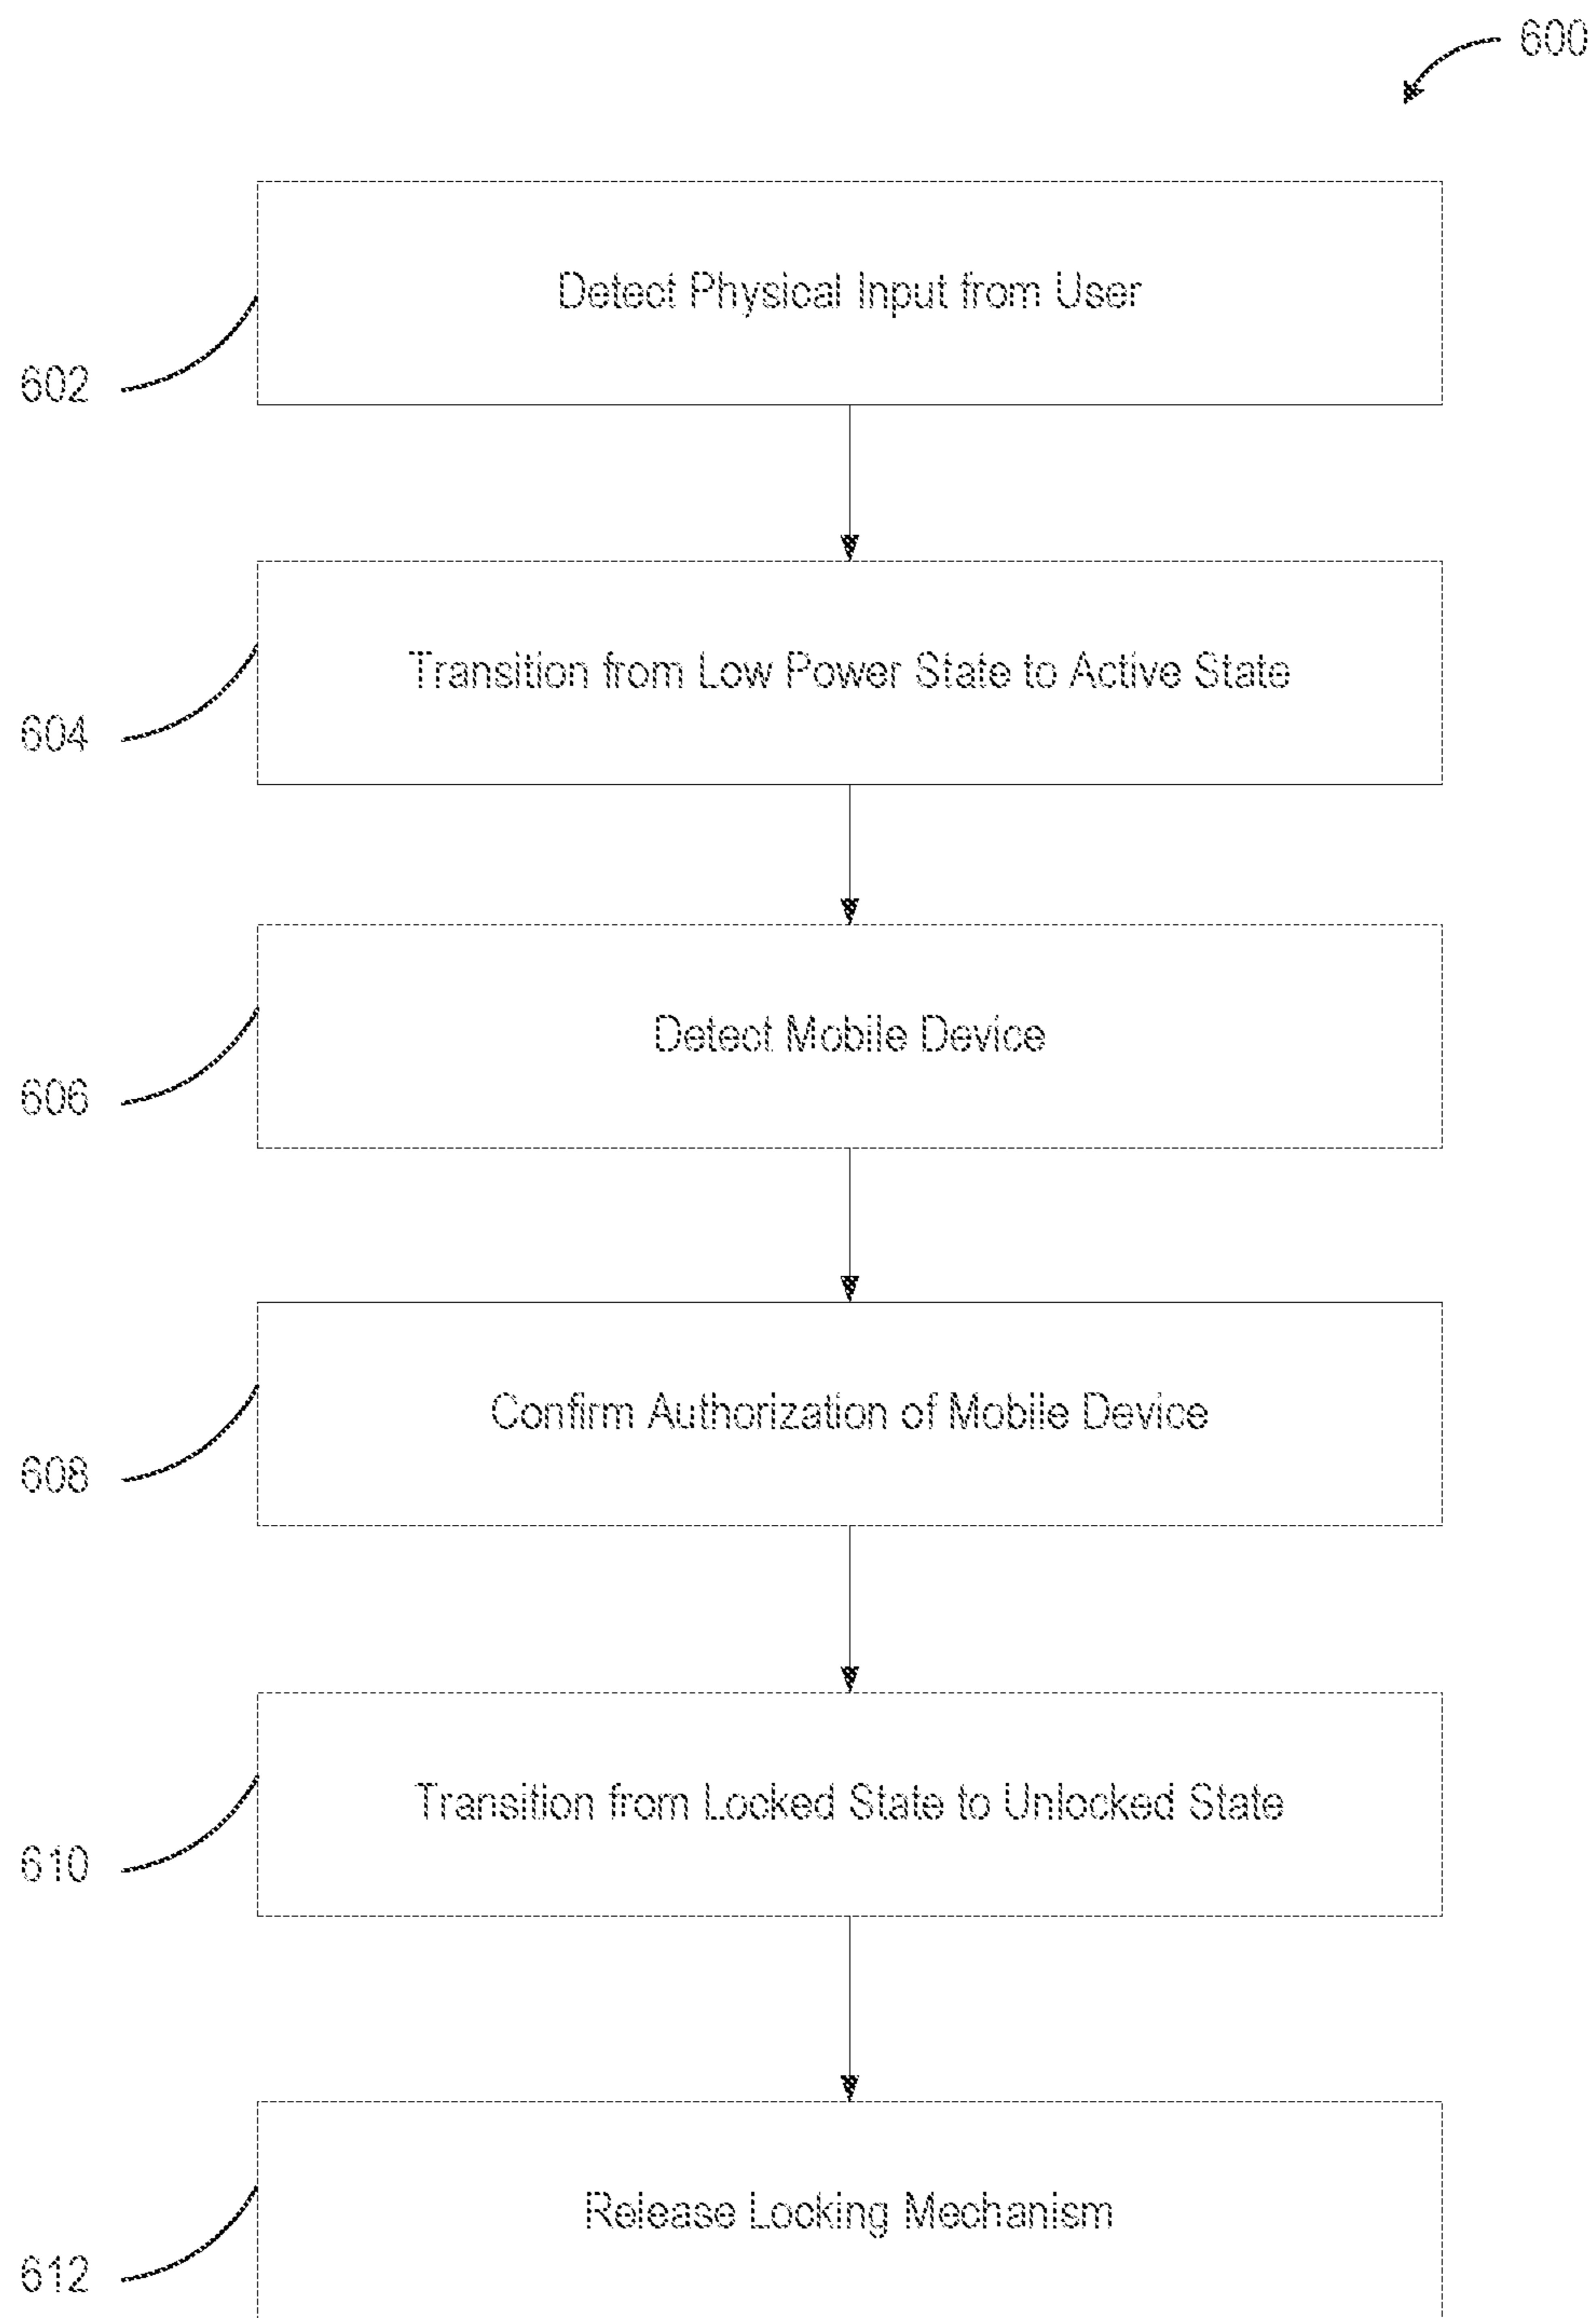 600
Detect Physical Input from User
602
Transition from Low Power State to Active State
604
Detect Mobile Device
606
Confirm Authorization of Mobile Device
608
Transition from Locked State to Unlocked State
610
Release Locking Mechanism
612